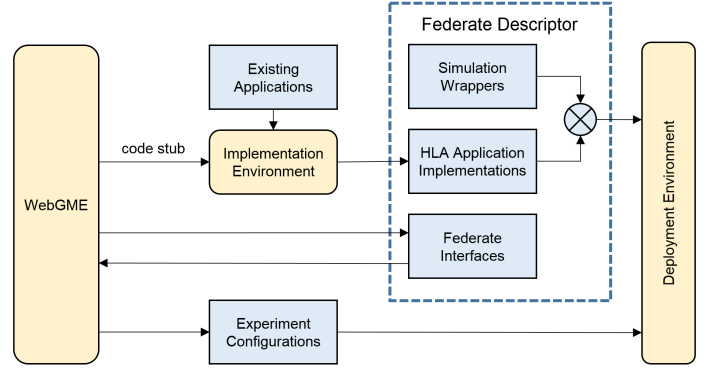 Federate Descriptor
Existing
Applications
Simulation
Wrappers
code stub
Implementation
Environment
HLA Application
Implementations
WebGME
Deployment Environment
Federate
Interfaces
Experiment
Configurations